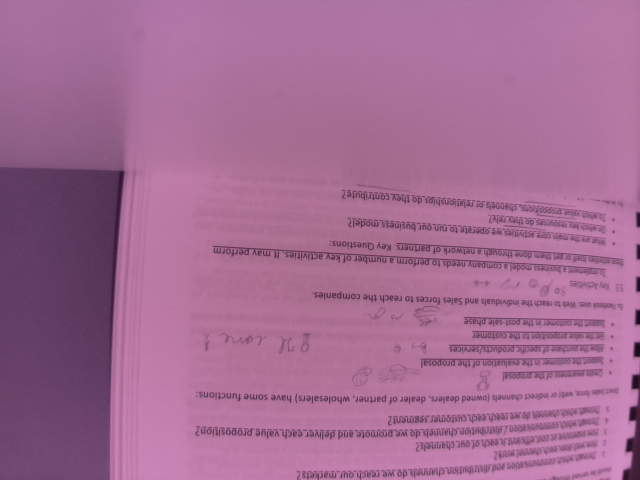 Through which communication and distribution channels do we reach our markets?
How well does each channel work?
How expensive or cost efficient is each of our channels?
Through which communication / distribution channels do we promote and deliver each value proposition?
Through which channels do we reach each customer segment?
(sales force, web) or indirect channels (owned dealers, dealer of partner, wholesalers) have some functions:
Create awareness of the proposal
Support the customer in the evaluation of the proposal
Allow the purchase of specific products/services
Get the value proposition to the customer
Support the customer in the post-sale phase
Ex. Facebook uses Web to reach the individuals and Sales forces to reach the companies.
Key Activities
To implement a business model a company needs to perform a number of key activities. It may perform
these activities itself or get them done through a network of partners. Key Questions:
What are the main core activities we operate to run our business model?
On which key resources do they rely?
To which value propositions, channels or relationships do they contribute?